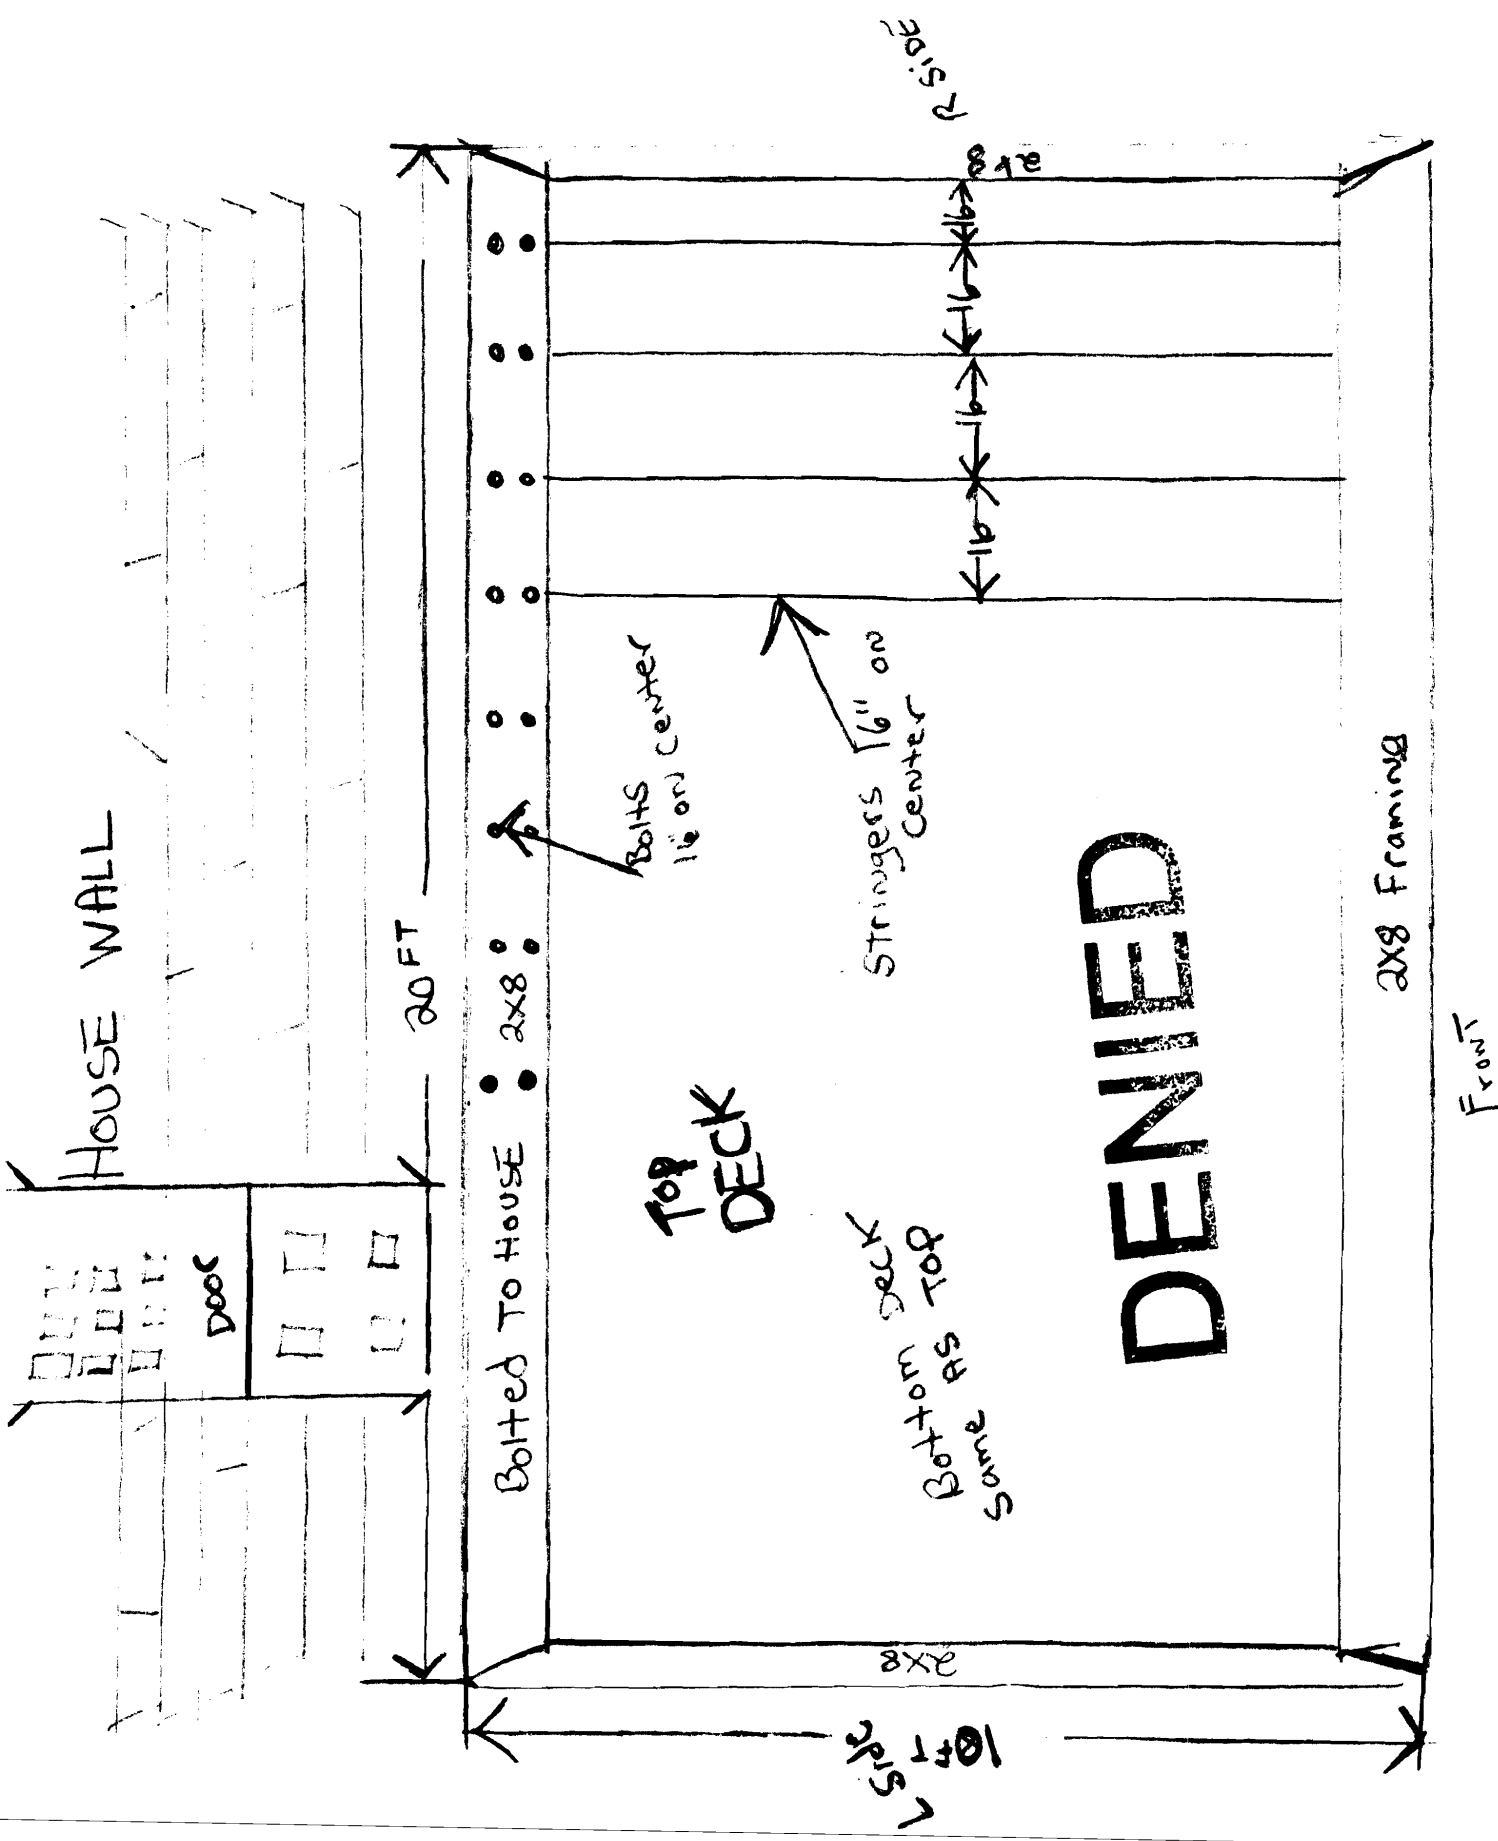 HOUSE WALL
DOOR
20 FT
Bolted To House 2x8
Bolts
16 on center
Stringers 16" on
center
Top
DECK
Bottom Deck
Same AS TOP
DENIED
2x8
2x8
16
16
16
16
2X8 Framing
Front
R SIDE
L Side
10 FT